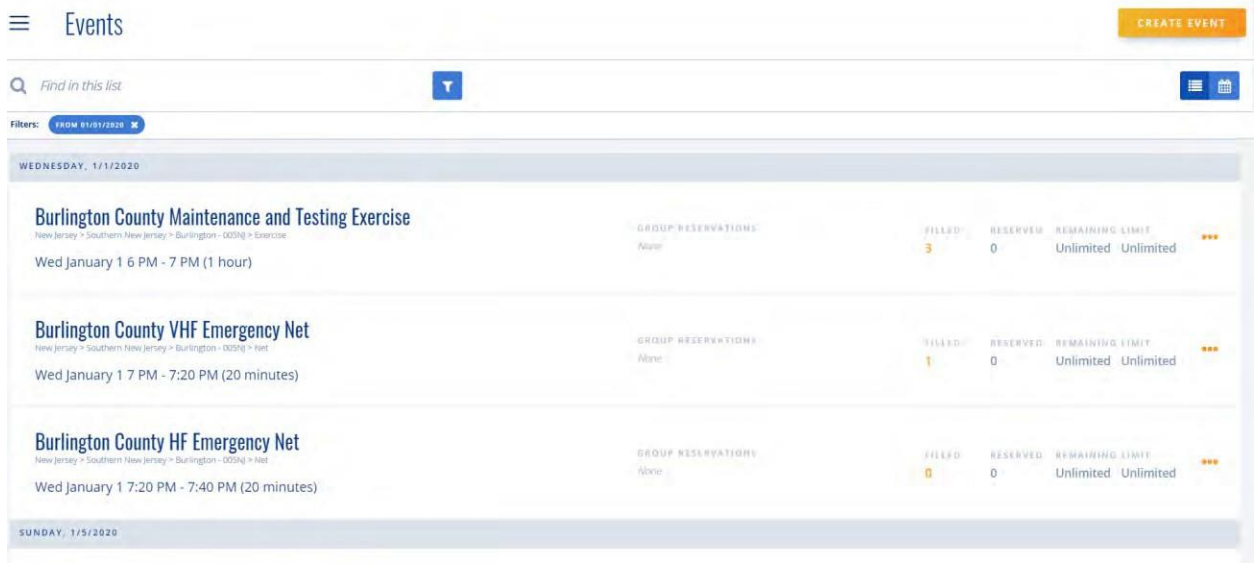 Events
CREATE EVENT
Find in this list
Filters: FROM 01/01/2020
WEDNESDAY, 1/1/2020
Burlington County Maintenance and Testing Exercise
New Jersey > Southern New Jersey > Burlington - 005NJ > Exercise
Wed January 1 6 PM - 7 PM (1 hour)
GROUP RESERVATIONS
None
FILLED RESERVED REMAINING LIMIT
3 0 Unlimited Unlimited
Burlington County VHF Emergency Net
New Jersey > Southern New Jersey > Burlington - 005NJ > Net
Wed January 1 7 PM - 7:20 PM (20 minutes)
GROUP RESERVATIONS
None
FILLED RESERVED REMAINING LIMIT
1 0 Unlimited Unlimited
Burlington County HF Emergency Net
New Jersey > Southern New Jersey > Burlington - 005NJ > Net
Wed January 1 7:20 PM - 7:40 PM (20 minutes)
GROUP RESERVATIONS
None
FILLED RESERVED REMAINING LIMIT
0 0 Unlimited Unlimited
SUNDAY, 1/5/2020